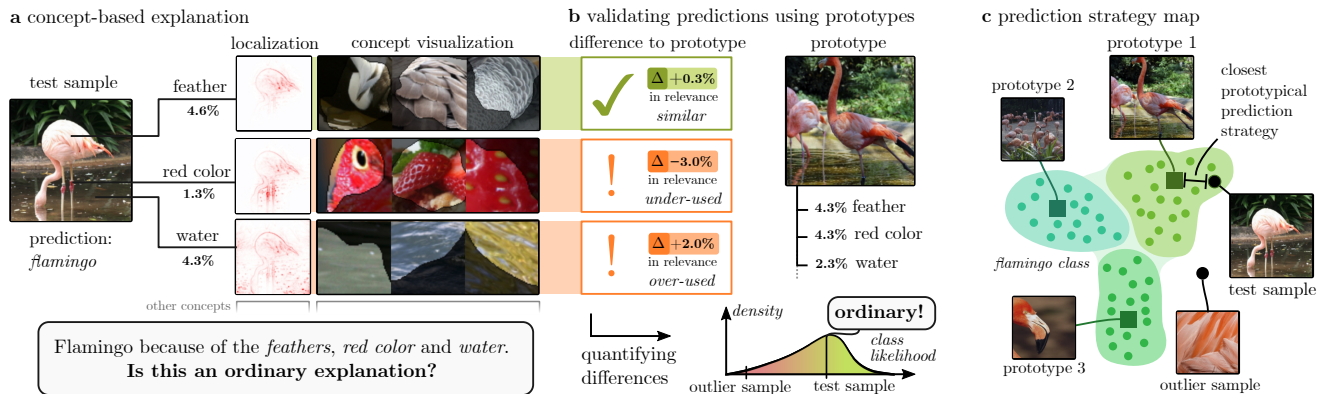 a concept-based explanation
localization
concept visualization
test sample
feather
4.6%
red color
1.3%
water
4.3%
prediction:
flamingo
other concepts
Flamingo because of the feathers, red color and water.
Is this an ordinary explanation?
b validating predictions using prototypes
difference to prototype
prototype
Δ +0.3%
in relevance
similar
Δ −3.0%
in relevance
under-used
Δ +2.0%
in relevance
over-used
4.3% feather
4.3% red color
2.3% water
quantifying
differences
density
ordinary!
class
likelihood
outlier sample
test sample
c prediction strategy map
prototype 1
prototype 2
closest
prototypical
prediction
strategy
flamingo class
test sample
prototype 3
outlier sample